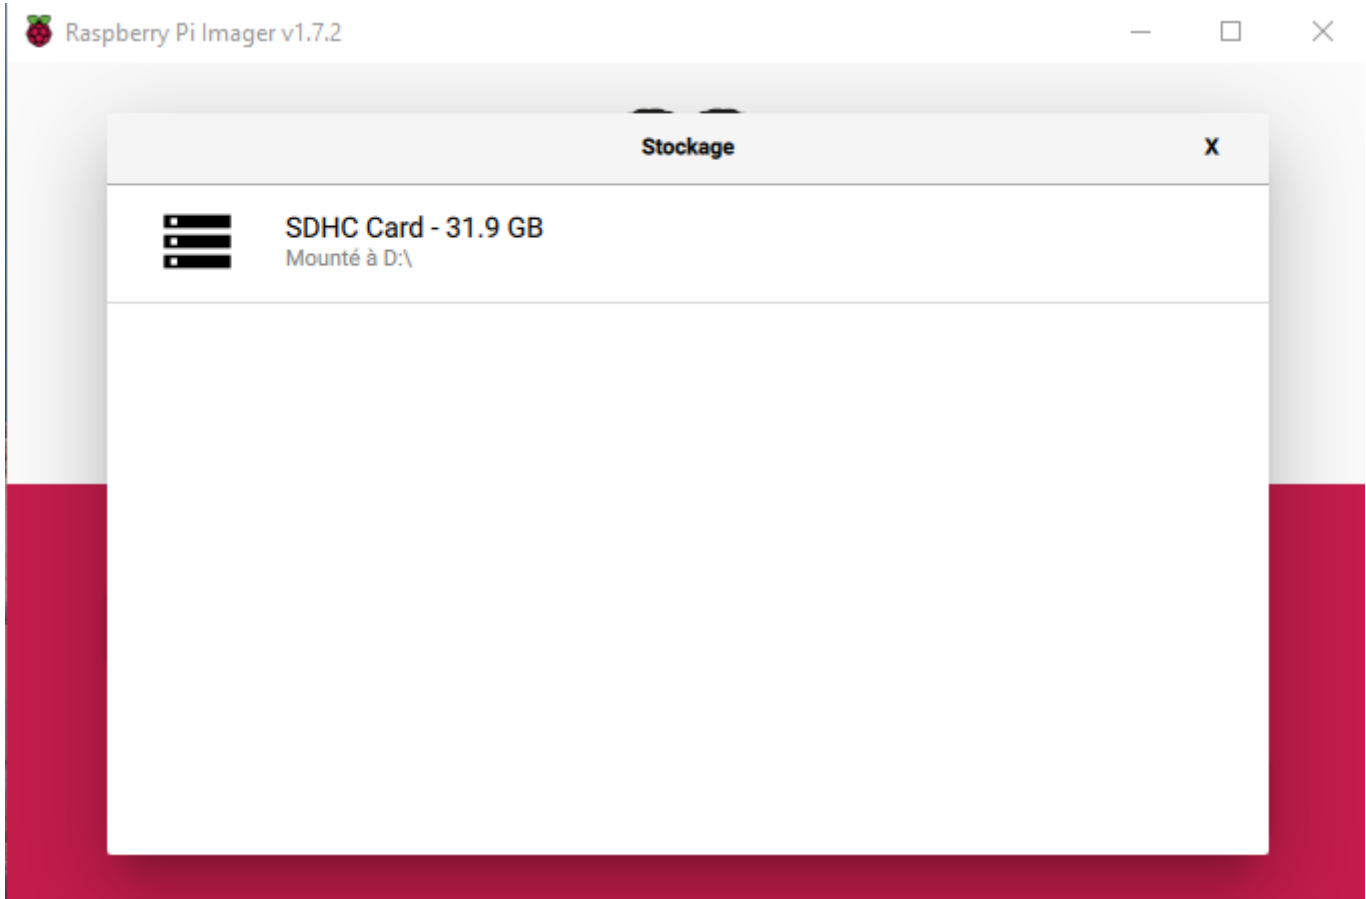 Raspberry Pi Imager v1.7.2
Stockage
X
SDHC Card - 31.9 GB
Mounté à D:\